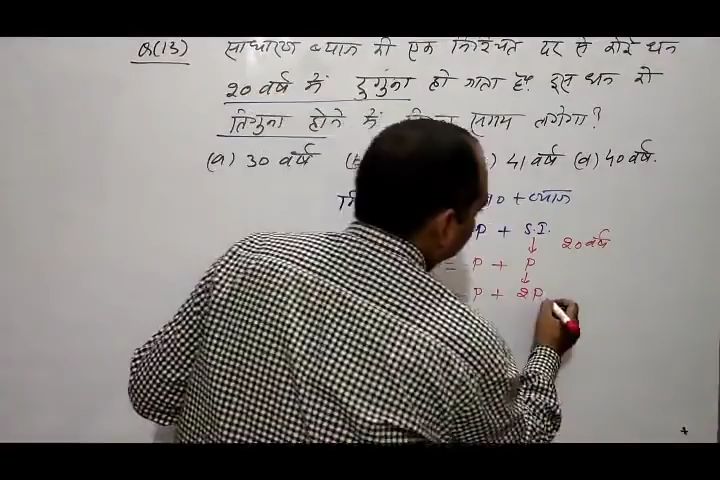 Q(13) साधारण ब्याज की एक निश्चित दर से कोई धन
20 वर्ष में दुगुना हो जाता है? इस धन को
तिगुना होने में समय लगेगा?
(a) 30 वर्ष ) 41 वर्ष (d) 40 वर्ष.
+ ब्याज
P + S.I.
↓ 20 वर्ष
= P + P
↓
P + 2P